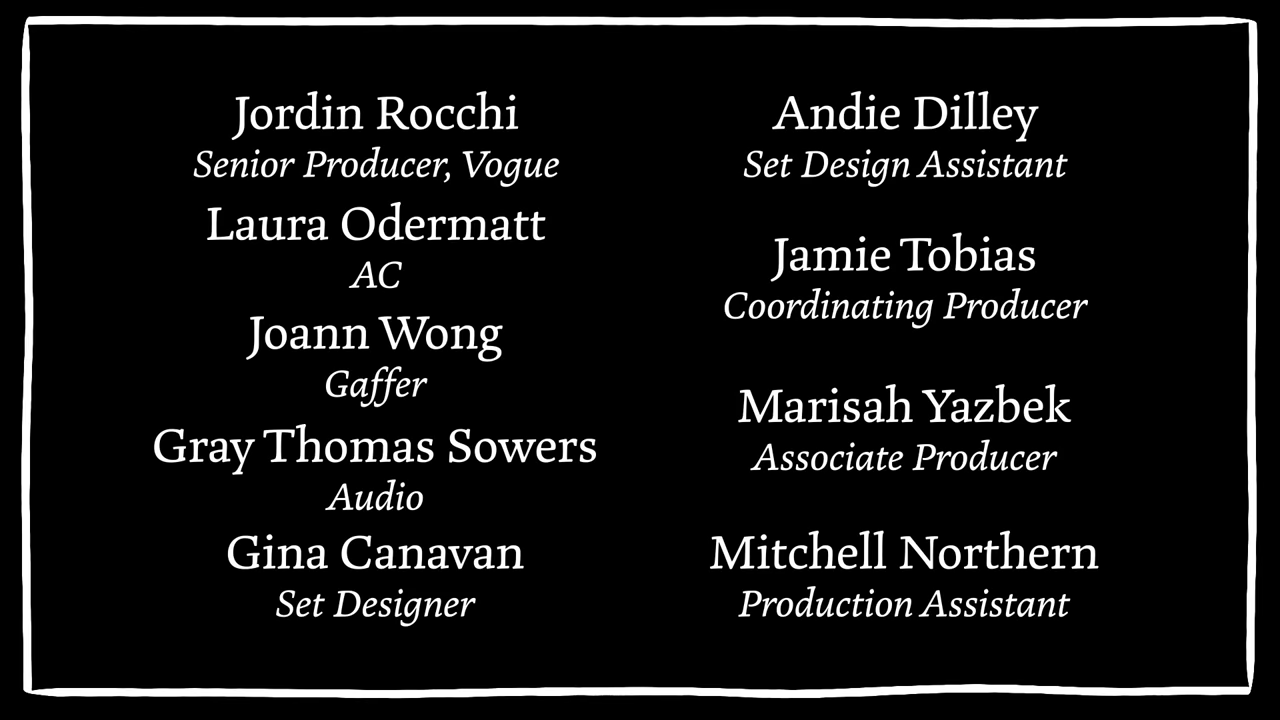 Jordin Rocchi
Senior Producer, Vogue
Laura Odermatt
AC
Joann Wong
Gaffer
Gray Thomas Sowers
Audio
Gina Canavan
Set Designer
Andie Dilley
Set Design Assistant
Jamie Tobias
Coordinating Producer
Marisah Yazbek
Associate Producer
Mitchell Northern
Production Assistant